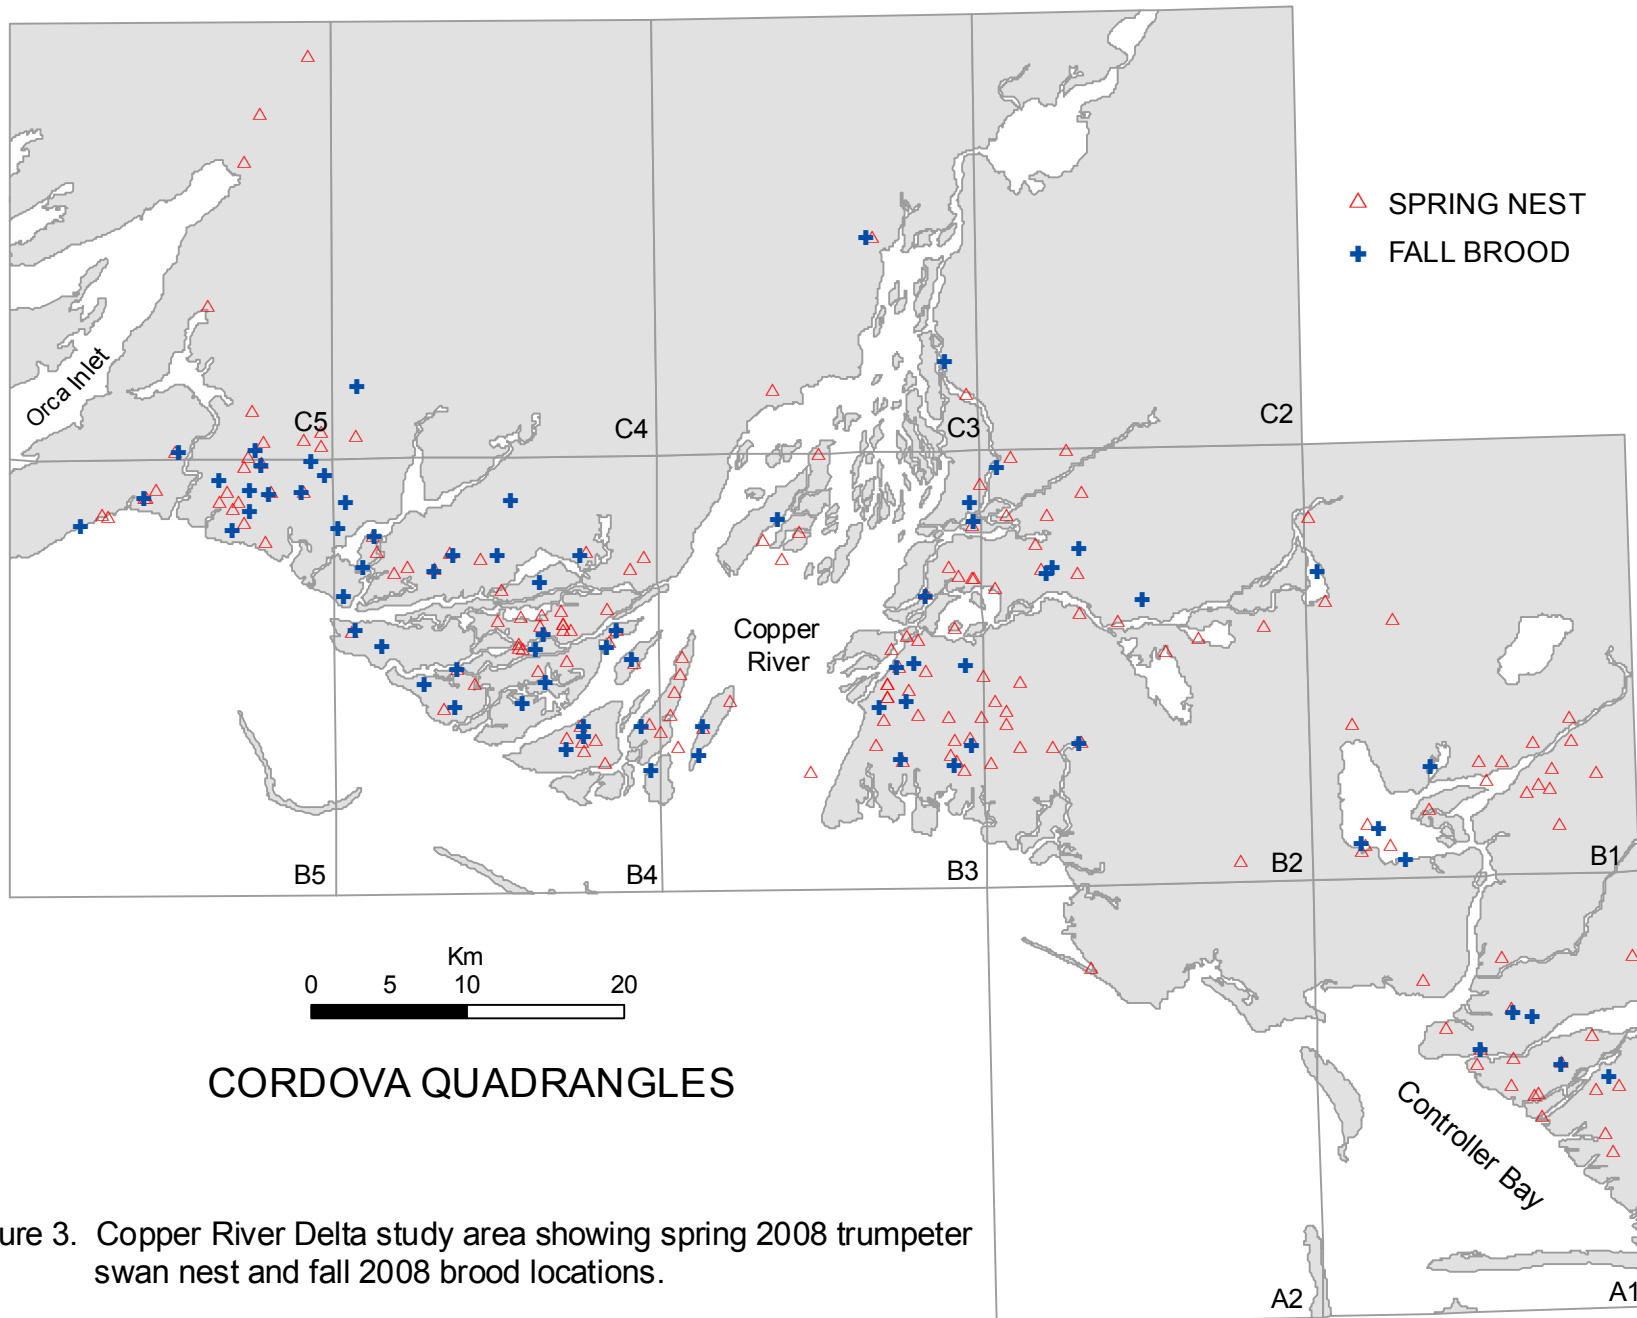 SPRING NEST
FALL BROOD
Orca Inlet
C5
C4
C3
C2
Copper
River
B5
B4
B3
B2
B1
Km
0 5 10 20
CORDOVA QUADRANGLES
Controller Bay
ure 3. Copper River Delta study area showing spring 2008 trumpeter
swan nest and fall 2008 brood locations.
A2
A1